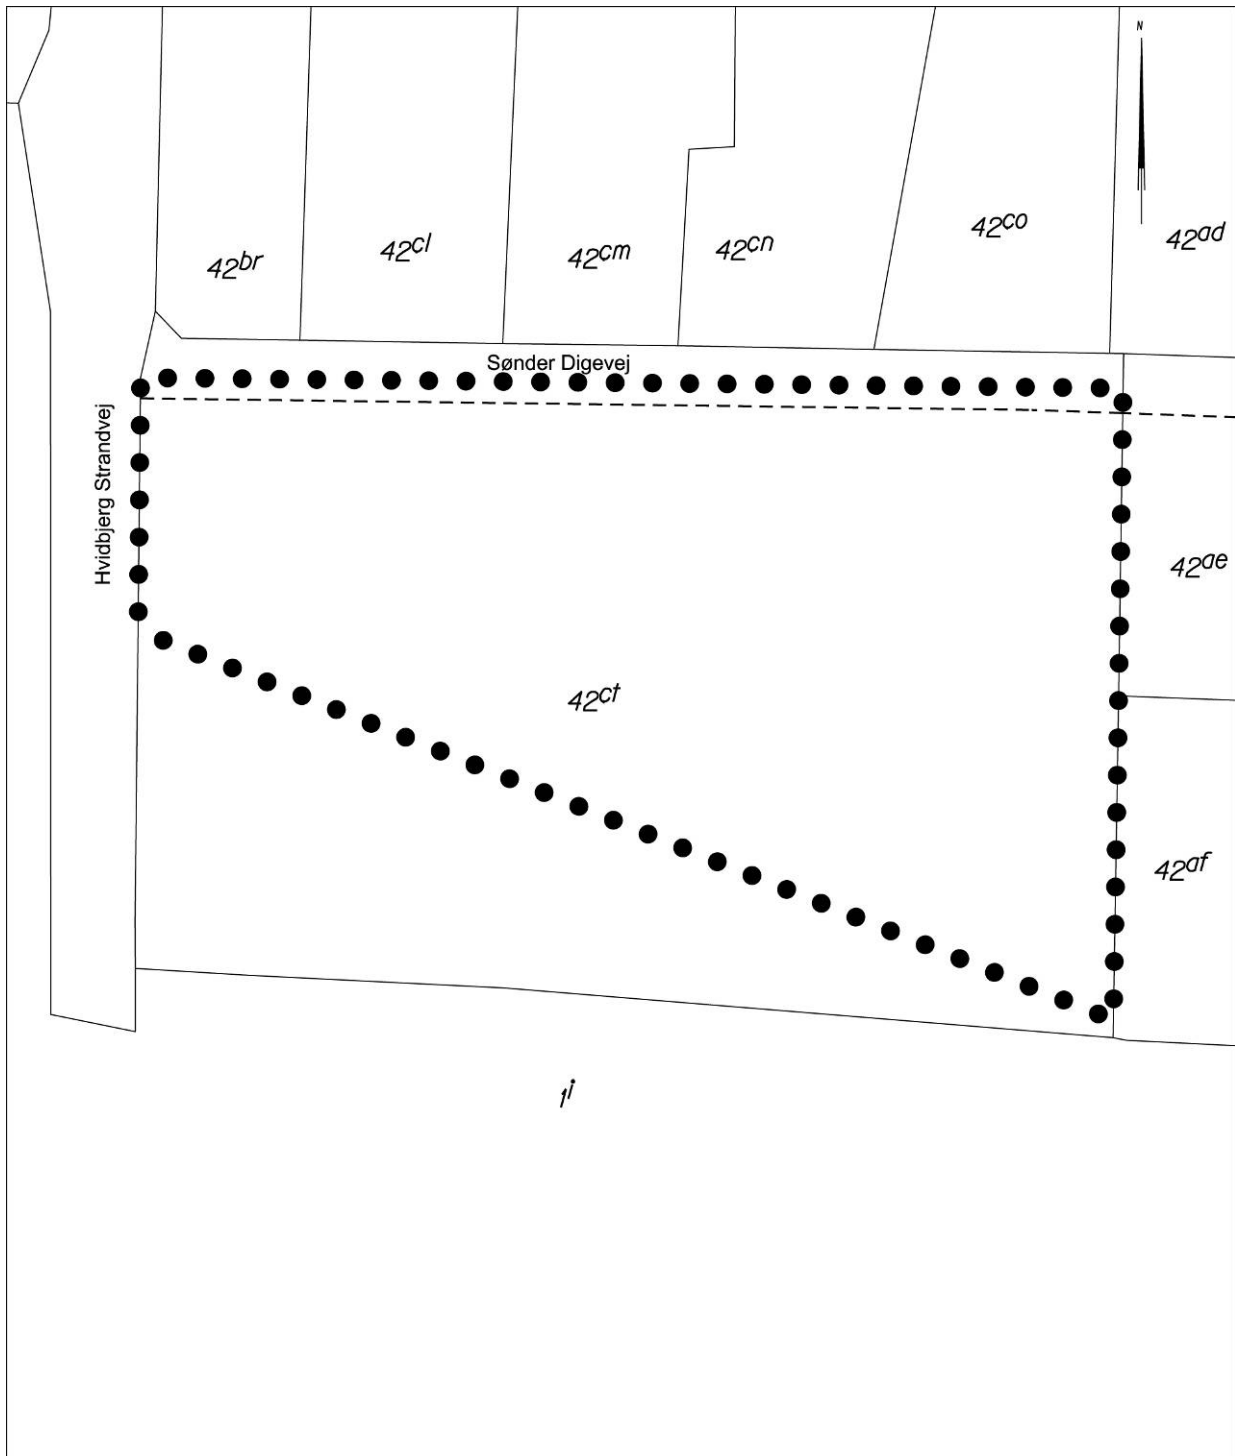 N
42co
42ad
42cl
42cm
42cn
42br
Sønder Digevej
Hvidbjerg Strandvej
42ae
42ct
42af
1i